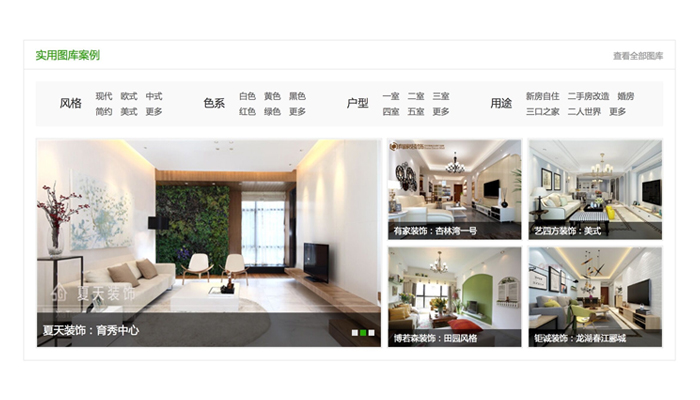 实用图库案例 查看全部图库
风格 现代 欧式 中式
简约 美式 更多
色系 白色 黄色 黑色
红色 绿色 更多
户型 一室 二室 三室
四室 五室 更多
用途 新房自住 二手房改造 婚房
三口之家 二人世界 更多
夏天装饰
夏天装饰：育秀中心
有家装饰：杏林湾一号
艺四方装饰：美式
博若森装饰：田园风格
钜诚装饰：龙湖春江郦城